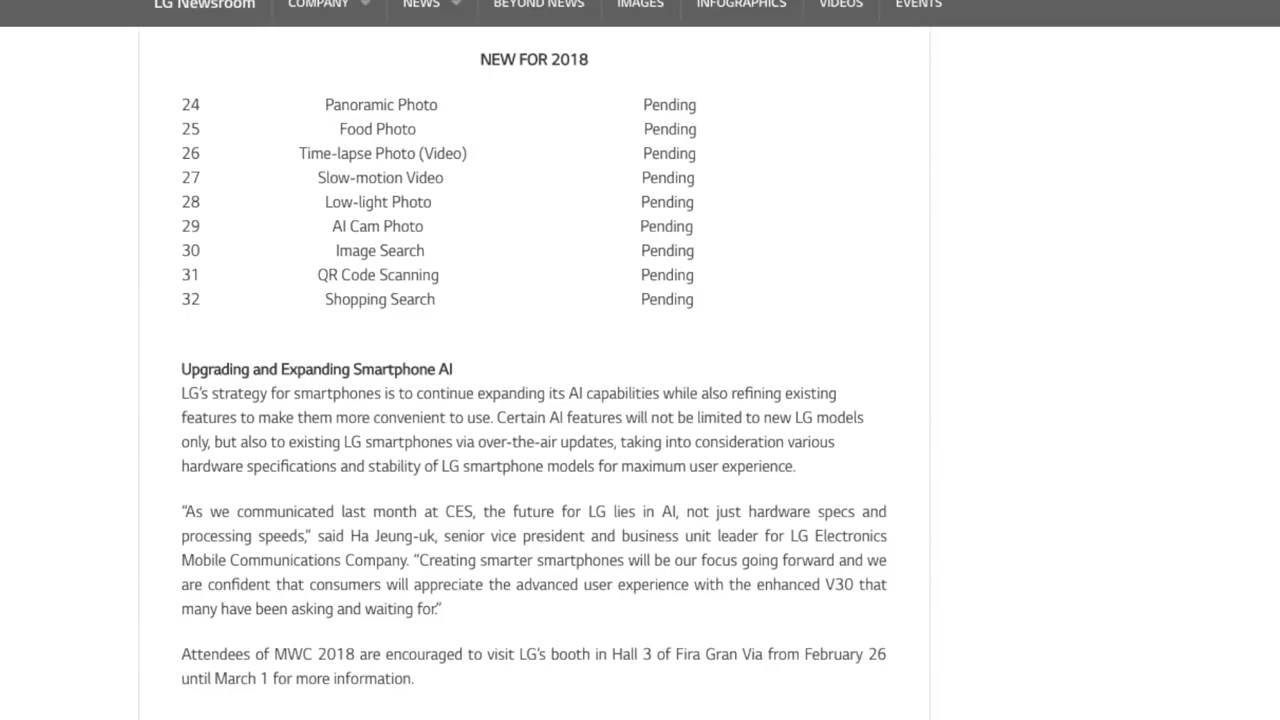 LG Newsroom COMPANY NEWS BEYOND NEWS IMAGES INFOGRAPHICS VIDEOS EVENTS
NEW FOR 2018
24 Panoramic Photo Pending
25 Food Photo Pending
26 Time-lapse Photo (Video) Pending
27 Slow-motion Video Pending
28 Low-light Photo Pending
29 AI Cam Photo Pending
30 Image Search Pending
31 QR Code Scanning Pending
32 Shopping Search Pending
Upgrading and Expanding Smartphone AI
LG’s strategy for smartphones is to continue expanding its AI capabilities while also refining existing
features to make them more convenient to use. Certain AI features will not be limited to new LG models
only, but also to existing LG smartphones via over-the-air updates, taking into consideration various
hardware specifications and stability of LG smartphone models for maximum user experience.
“As we communicated last month at CES, the future for LG lies in AI, not just hardware specs and
processing speeds,” said Ha Jeung-uk, senior vice president and business unit leader for LG Electronics
Mobile Communications Company. “Creating smarter smartphones will be our focus going forward and we
are confident that consumers will appreciate the advanced user experience with the enhanced V30 that
many have been asking and waiting for.”
Attendees of MWC 2018 are encouraged to visit LG’s booth in Hall 3 of Fira Gran Via from February 26
until March 1 for more information.